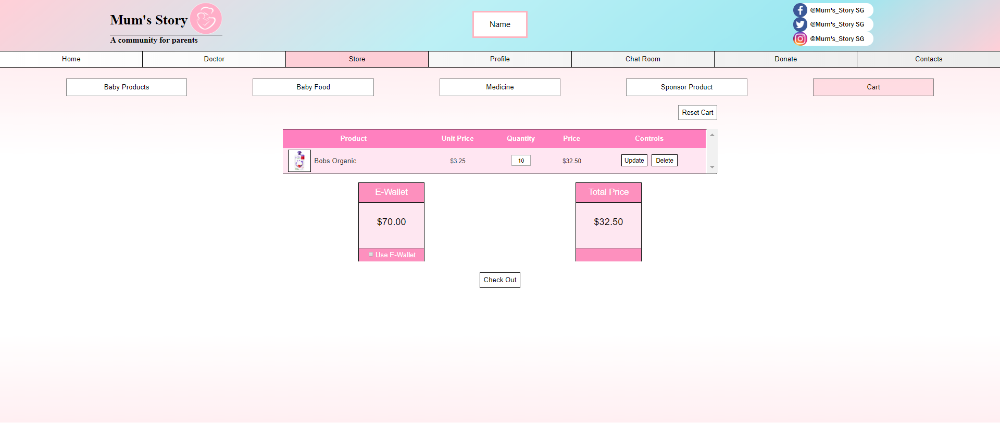 Mum's Story
A community for parents
Name
@Mum's_Story SG
@Mum's_Story SG
@Mum's_Story SG
Home Doctor Store Profile Chat Room Donate Contacts
Baby Products Baby Food Medicine Sponsor Product Cart
Reset Cart
Product Unit Price Quantity Price Controls
Bobs Organic $3.25 10 $32.50 Update Delete
E-Wallet Total Price
$70.00 $32.50
Use E-Wallet
Check Out